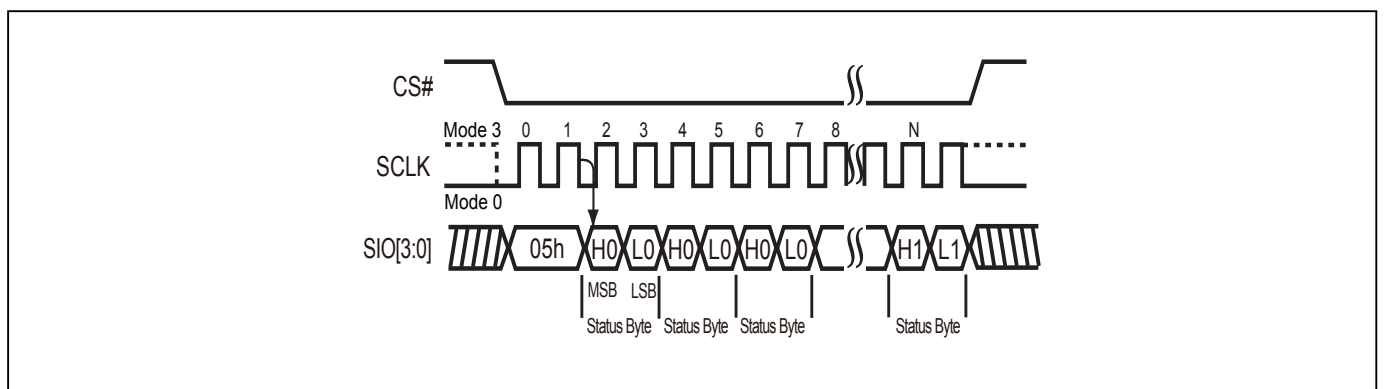 CS#
Mode 3 0 1 2 3 4 5 6 7 8 N
SCLK
Mode 0
SIO[3:0] 05h H0 L0 H0 L0 H0 L0 H1 L1
MSB LSB
Status Byte Status Byte Status Byte Status Byte